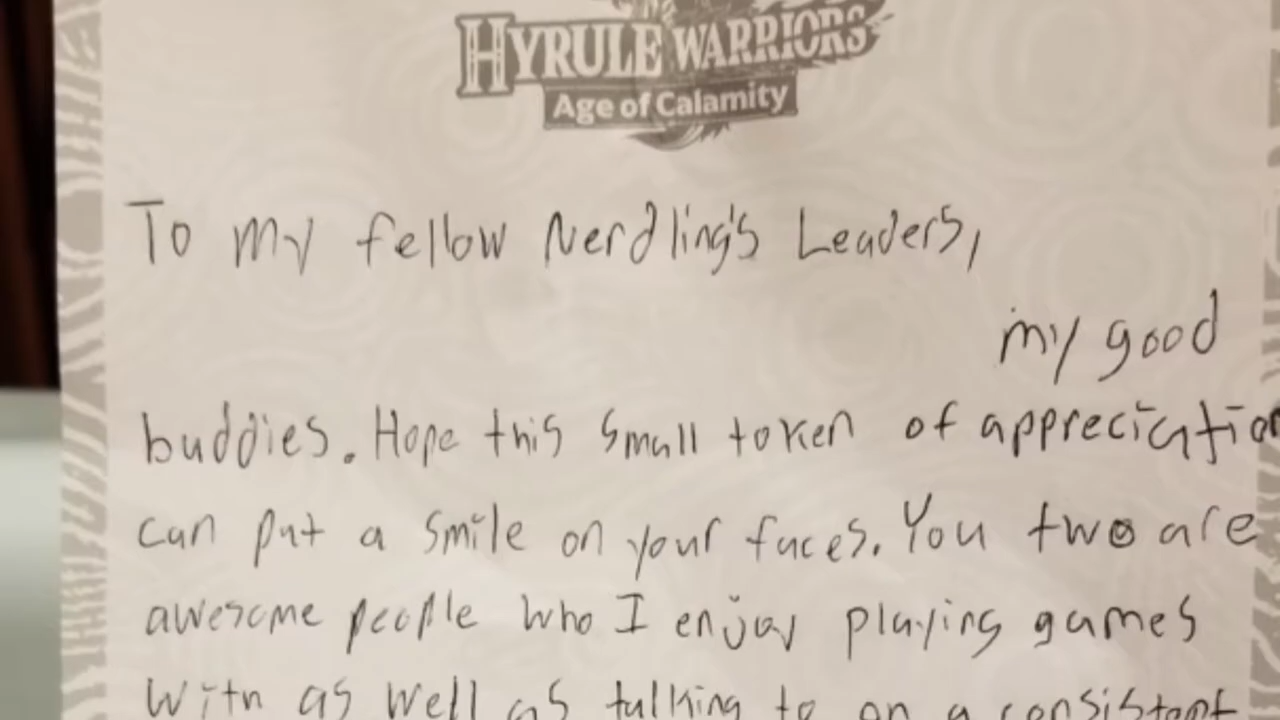 HYRULE WARRIORS
Age of Calamity
To my fellow Nerdling's Leaders,
my good
buddies. Hope this small token of appreciation
can put a smile on your faces. You two are
awesome people who I enjoy playing games
with as well as talking to on a consistent